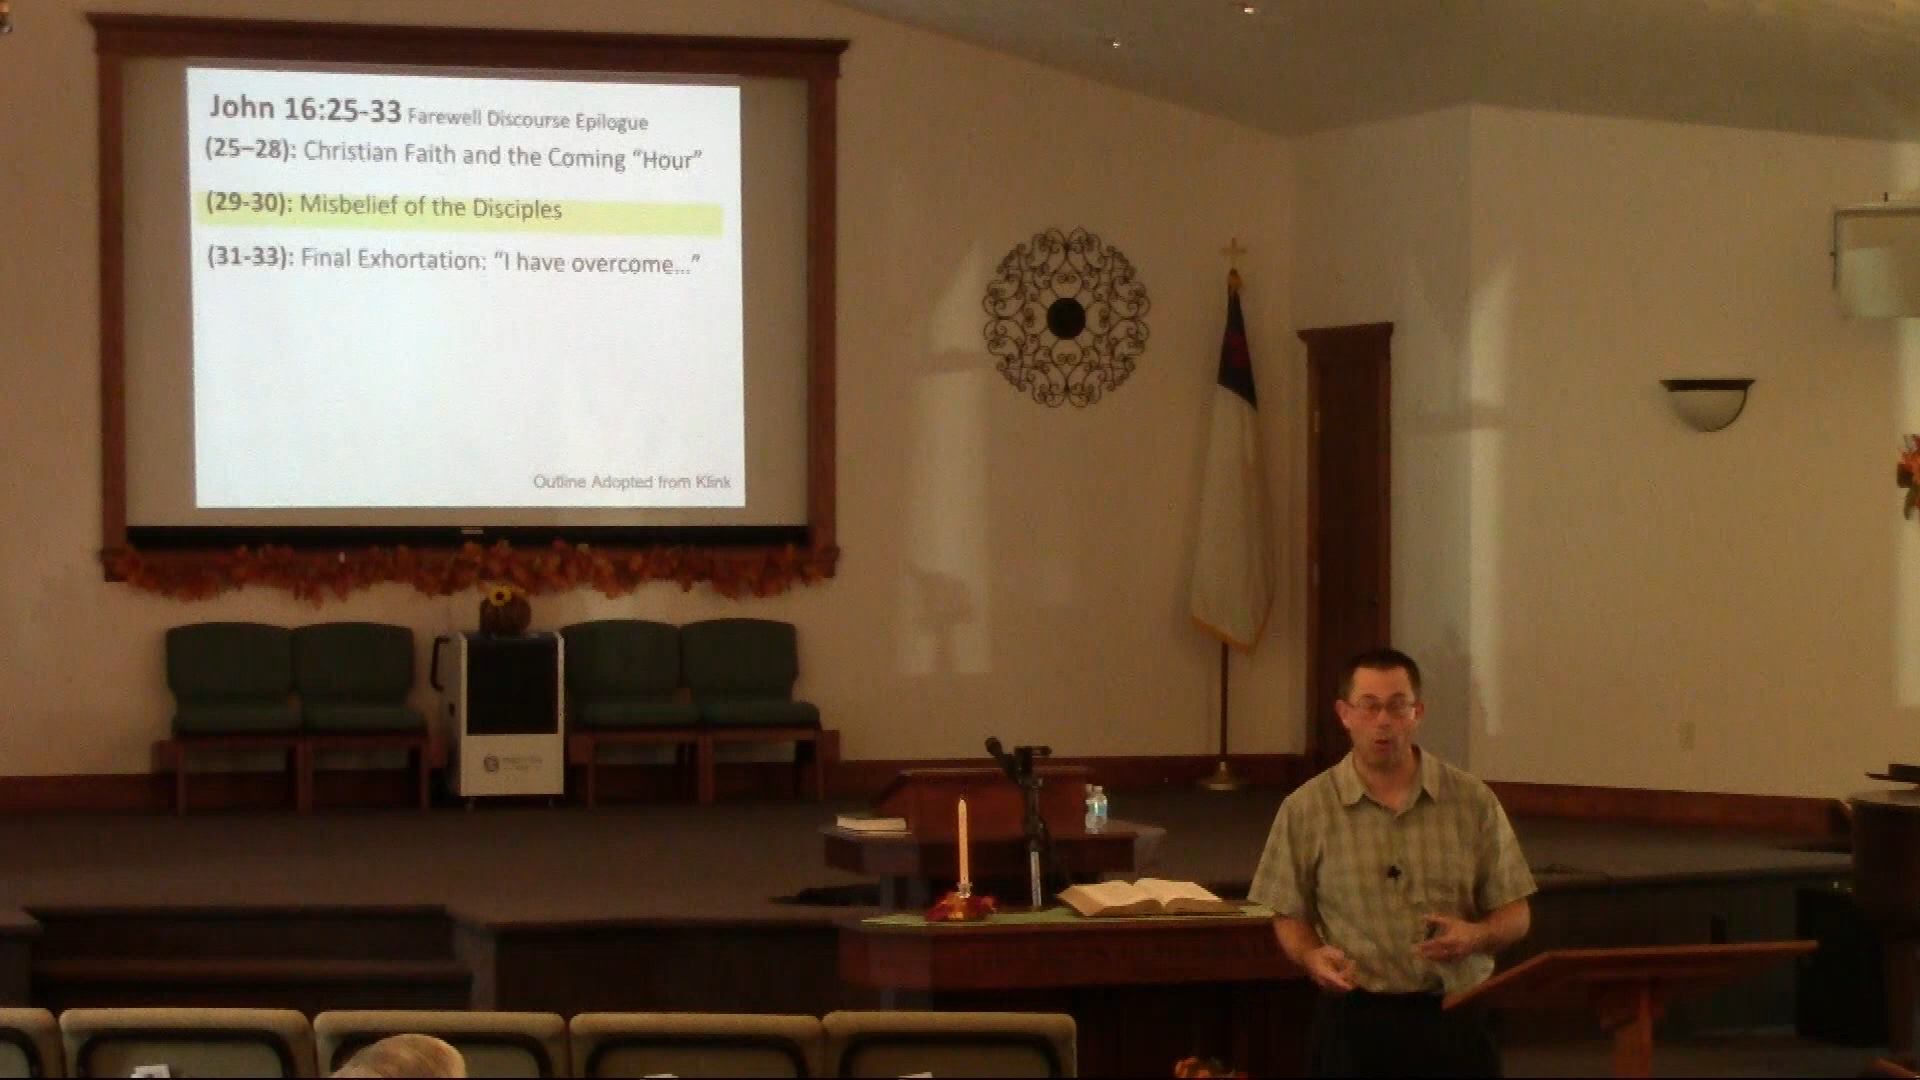 John 16:25-33 Farewell Discourse Epilogue
(25–28): Christian Faith and the Coming “Hour”
(29-30): Misbelief of the Disciples
(31-33): Final Exhortation: “I have overcome...”
Outline Adopted from Klink